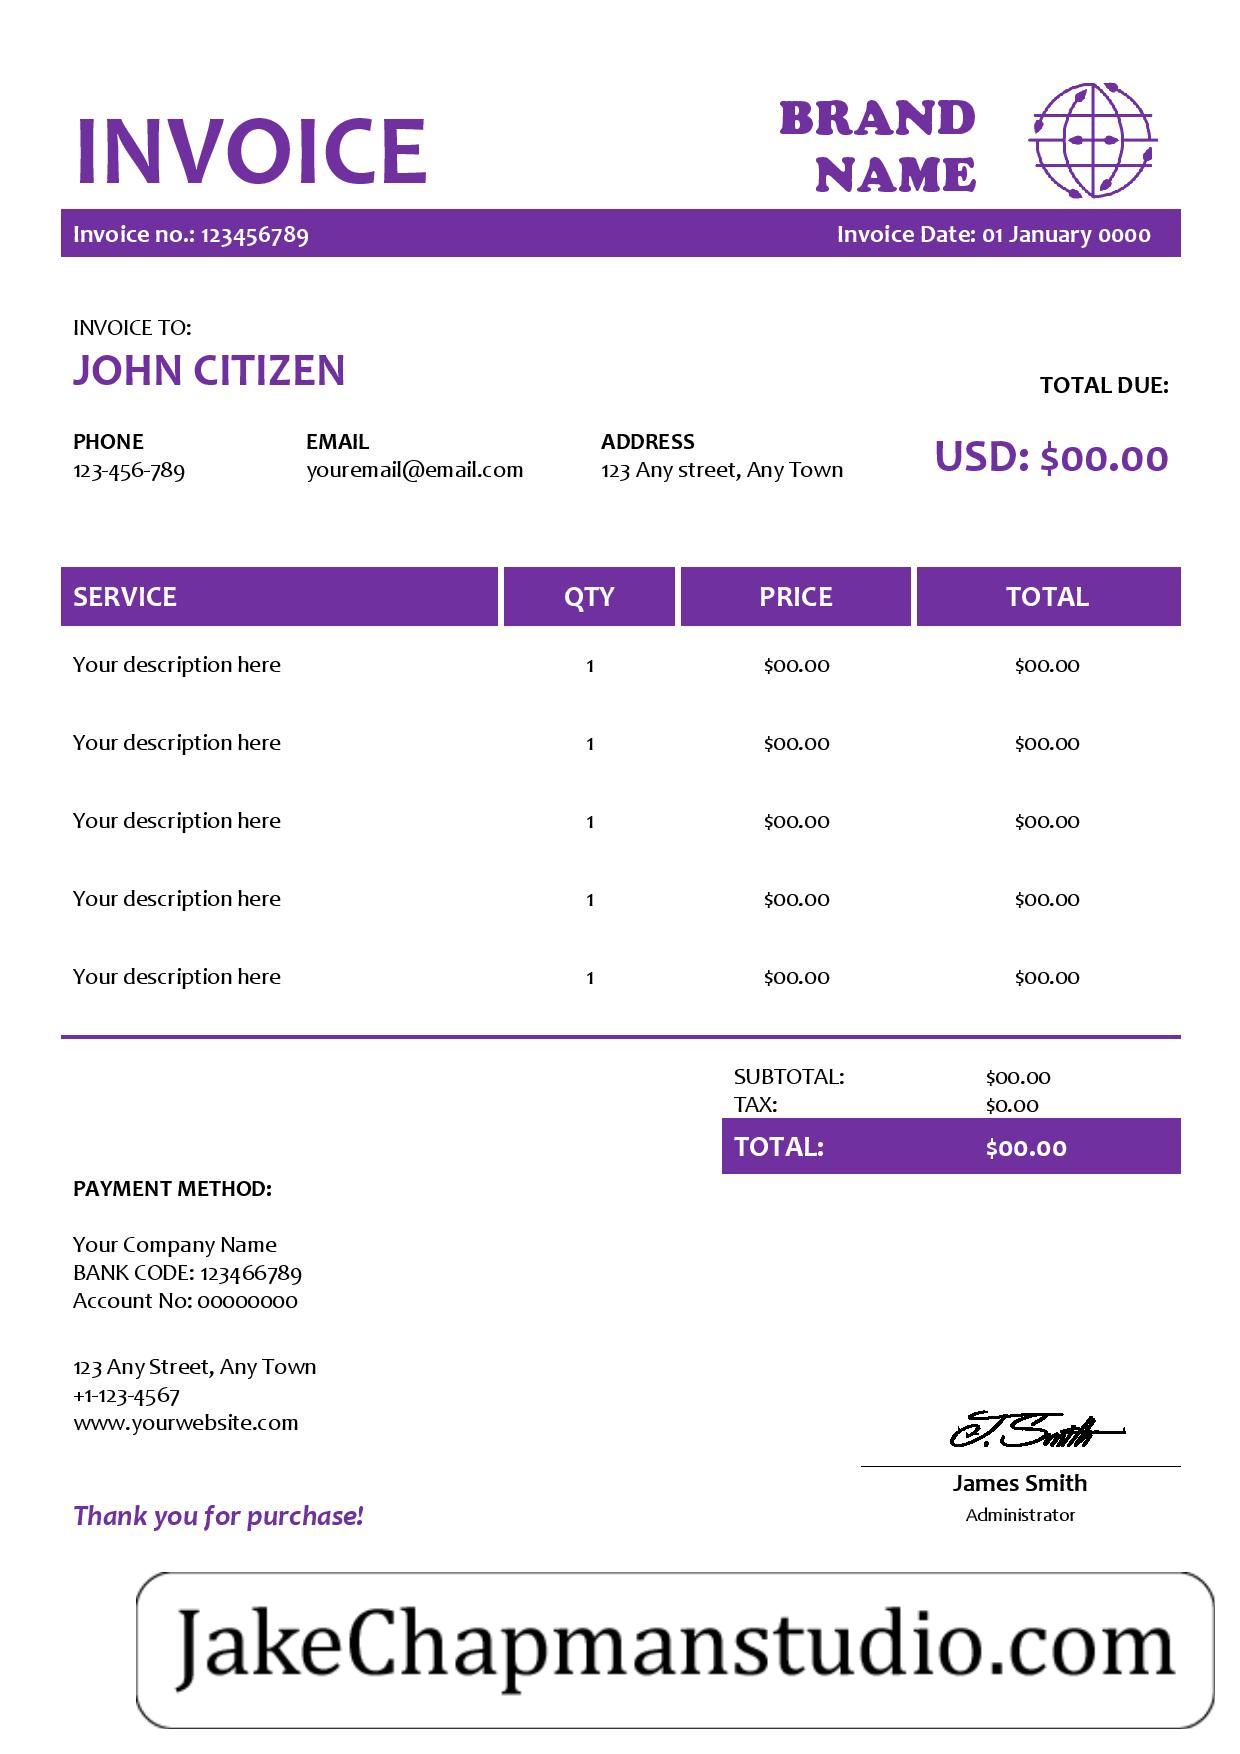 INVOICE
BRAND
NAME
Invoice no.: 123456789 Invoice Date: 01 January 0000
INVOICE TO:
JOHN CITIZEN
TOTAL DUE:
PHONE EMAIL ADDRESS
123-456-789 youremail@email.com 123 Any street, Any Town
USD: $00.00
SERVICE QTY PRICE TOTAL
Your description here 1 $00.00 $00.00
Your description here 1 $00.00 $00.00
Your description here 1 $00.00 $00.00
Your description here 1 $00.00 $00.00
Your description here 1 $00.00 $00.00
SUBTOTAL: $00.00
TAX: $0.00
TOTAL: $00.00
PAYMENT METHOD:
Your Company Name
BANK CODE: 123466789
Account No: 00000000
123 Any Street, Any Town
+1-123-4567
www.yourwebsite.com
J. Smith
James Smith
Administrator
Thank you for purchase!
JakeChapmanstudio.com